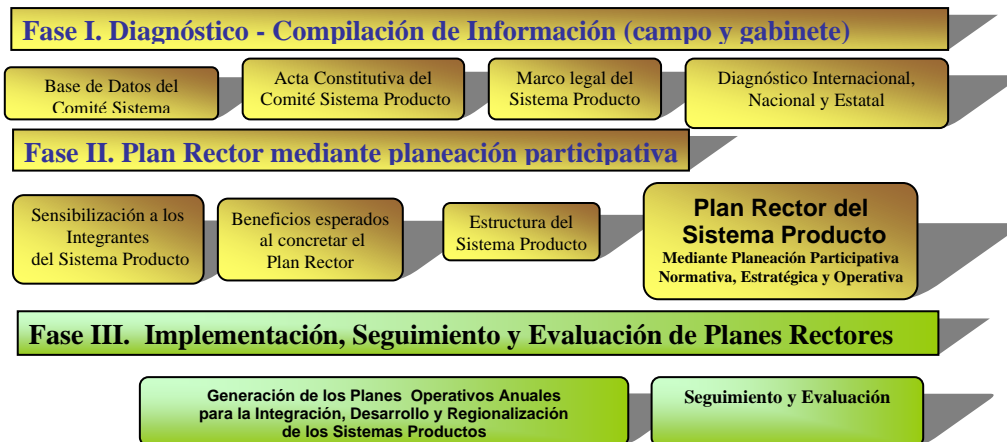 Fase I. Diagnóstico - Compilación de Información (campo y gabinete)
Base de Datos del
Comité Sistema
Acta Constitutiva del
Comité Sistema Producto
Marco legal del
Sistema Producto
Diagnóstico Internacional,
Nacional y Estatal
Fase II. Plan Rector mediante planeación participativa
Sensibilización a los
Integrantes
del Sistema Producto
Beneficios esperados
al concretar el
Plan Rector
Estructura del
Sistema Producto
Plan Rector del
Sistema Producto
Mediante Planeación Participativa
Normativa, Estratégica y Operativa
Fase III. Implementación, Seguimiento y Evaluación de Planes Rectores
Generación de los Planes Operativos Anuales
para la Integración, Desarrollo y Regionalización
de los Sistemas Productos
Seguimiento y Evaluación